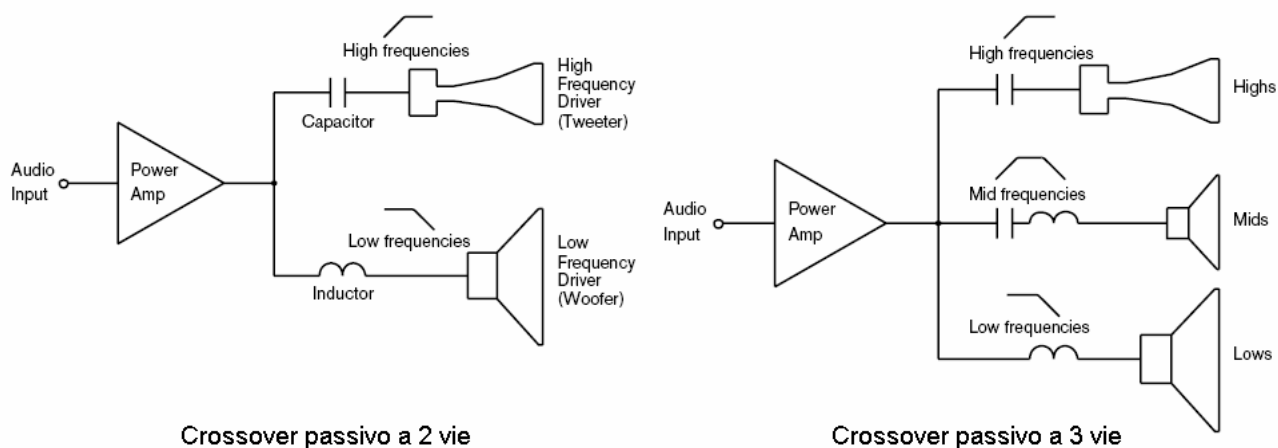 High frequencies
High
Frequency
Driver
(Tweeter)
Capacitor
Audio
Input
Power
Amp
Low frequencies
Low
Frequency
Driver
(Woofer)
Inductor
Crossover passivo a 2 vie
High frequencies
Highs
Mid frequencies
Audio
Input
Power
Amp
Mids
Low frequencies
Lows
Crossover passivo a 3 vie